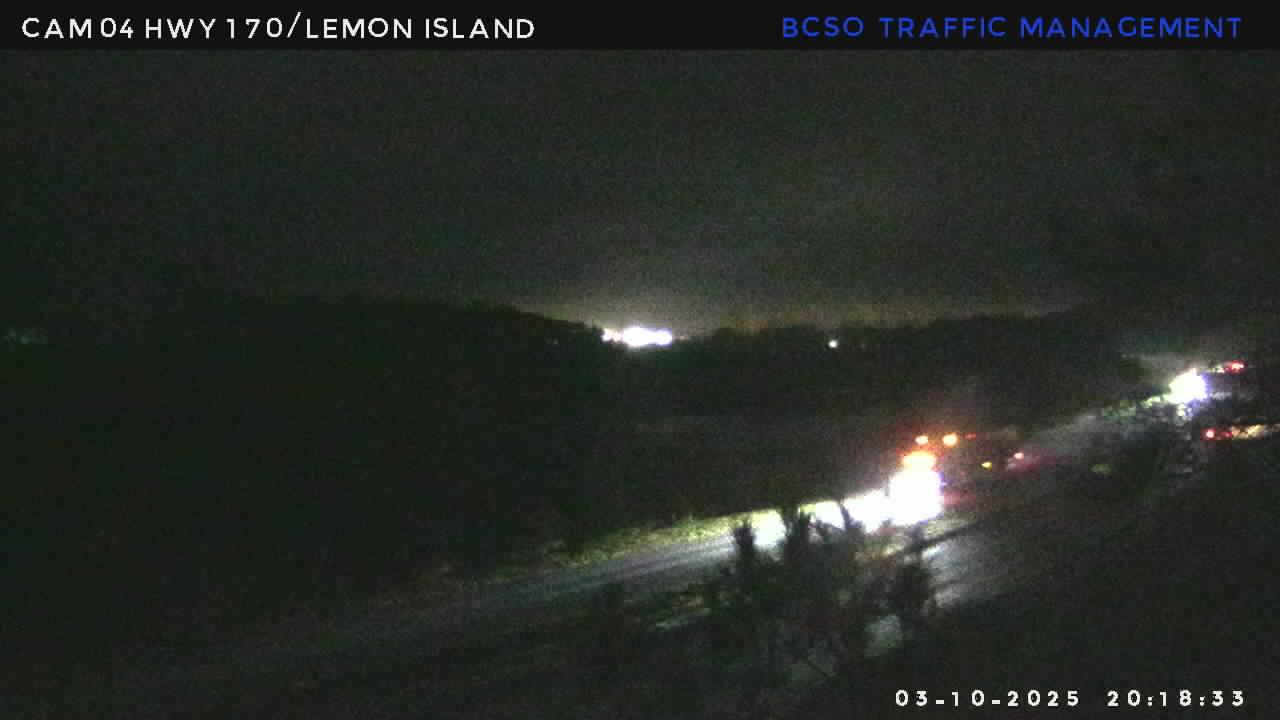 CAM04 HWY 170/LEMON ISLAND
BCSO TRAFFIC MANAGEMENT
03-10-2025 20:18:33